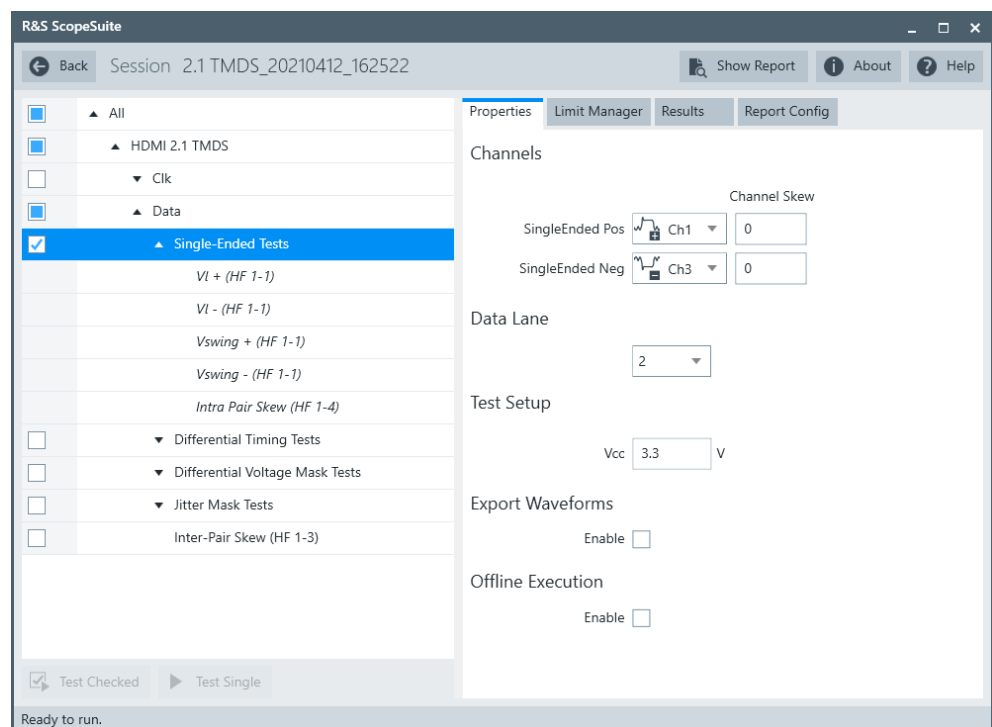 R&S ScopeSuite
Back Session 2.1 TMDS_20210412_162522 Show Report About Help
All
HDMI 2.1 TMDS
Clk
Data
Single-Ended Tests
Vl + (HF 1-1)
Vl - (HF 1-1)
Vswing + (HF 1-1)
Vswing - (HF 1-1)
Intra Pair Skew (HF 1-4)
Differential Timing Tests
Differential Voltage Mask Tests
Jitter Mask Tests
Inter-Pair Skew (HF 1-3)
Test Checked Test Single
Properties Limit Manager Results Report Config
Channels
Channel Skew
SingleEnded Pos Ch1 0
SingleEnded Neg Ch3 0
Data Lane
2
Test Setup
Vcc 3.3 V
Export Waveforms
Enable
Offline Execution
Enable
Ready to run.